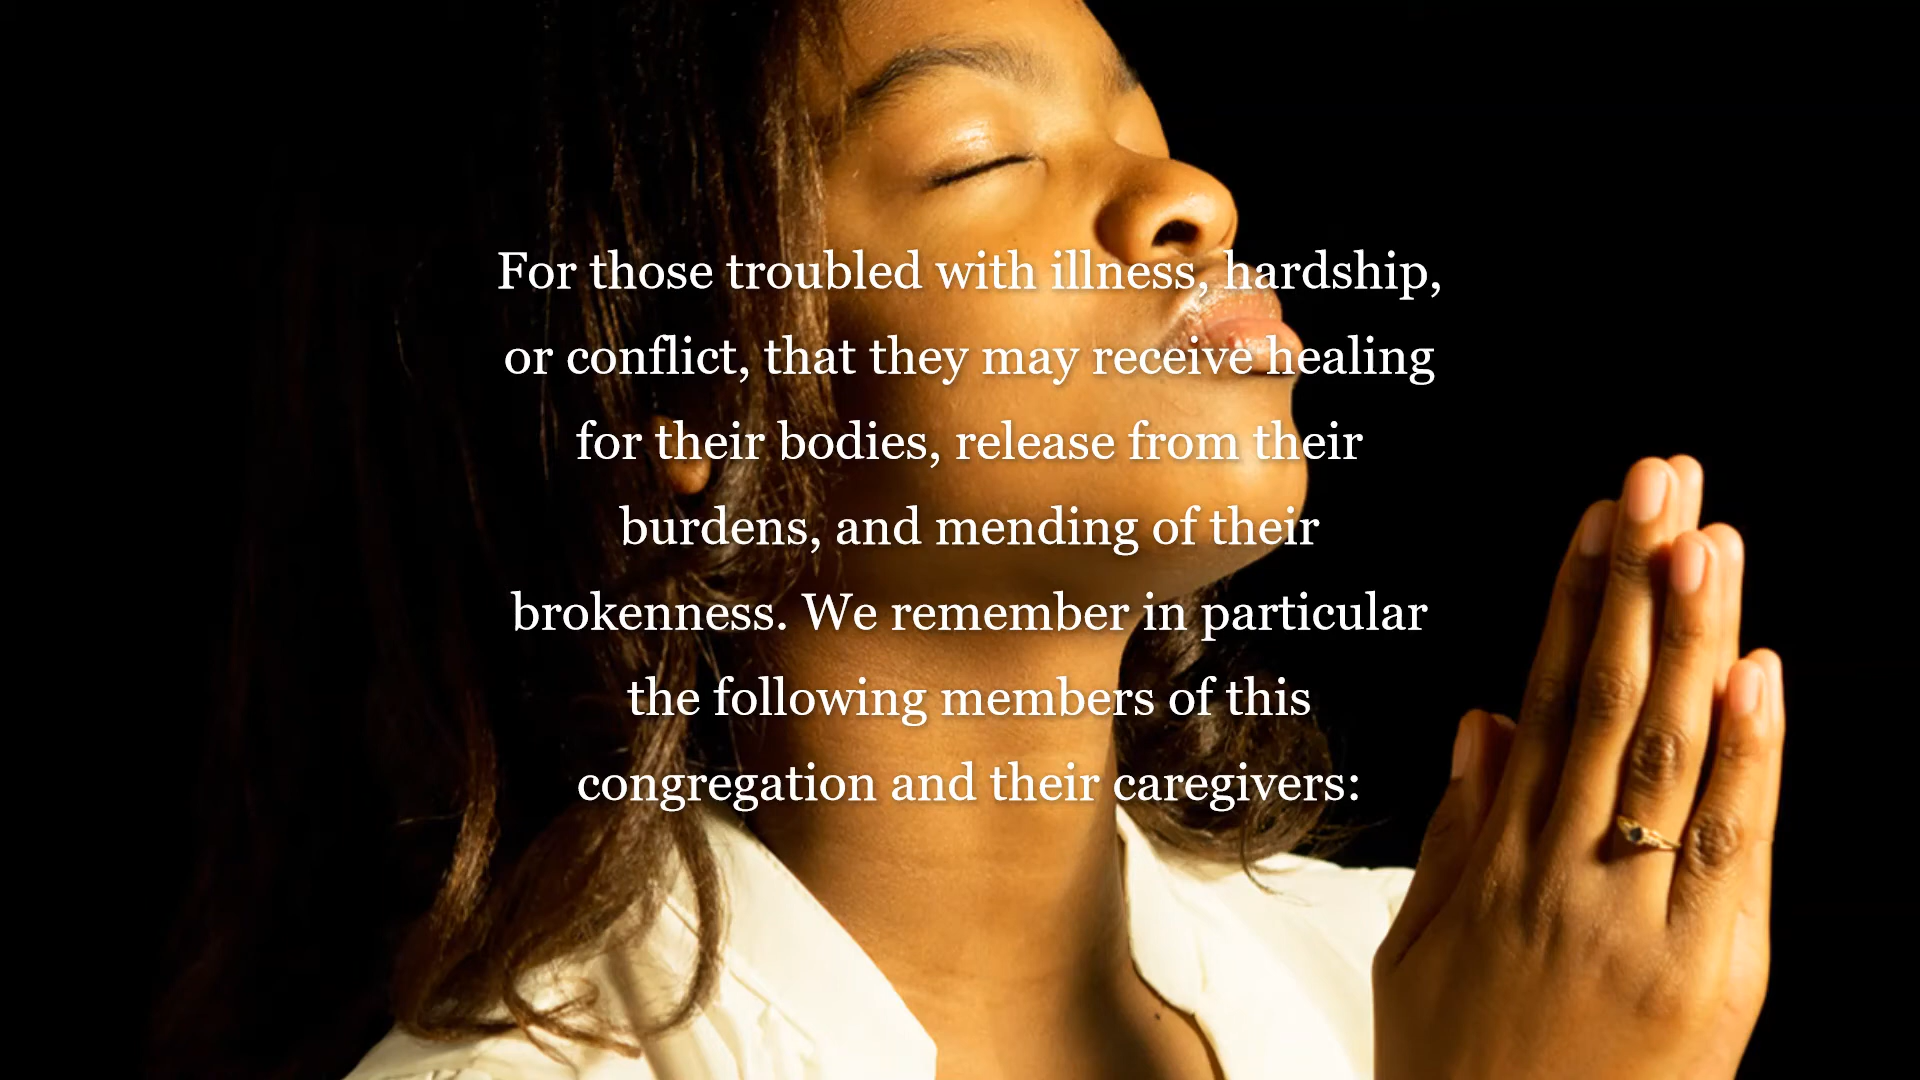 For those troubled with illness, hardship,
or conflict, that they may receive healing
for their bodies, release from their
burdens, and mending of their
brokenness. We remember in particular
the following members of this
congregation and their caregivers: